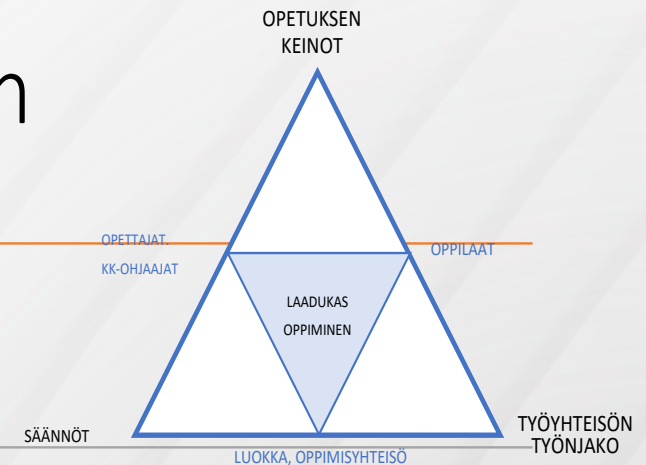 OPETUKSEN
KEINOT
n
OPETTAJAT.
KK-OHJAAJAT
OPPILAAT
LAADUKAS
OPPIMINEN
SÄÄNNÖT
TYÖYHTEISÖN
TYÖNJAKO
LUOKKA, OPPIMISYHTEISÖ